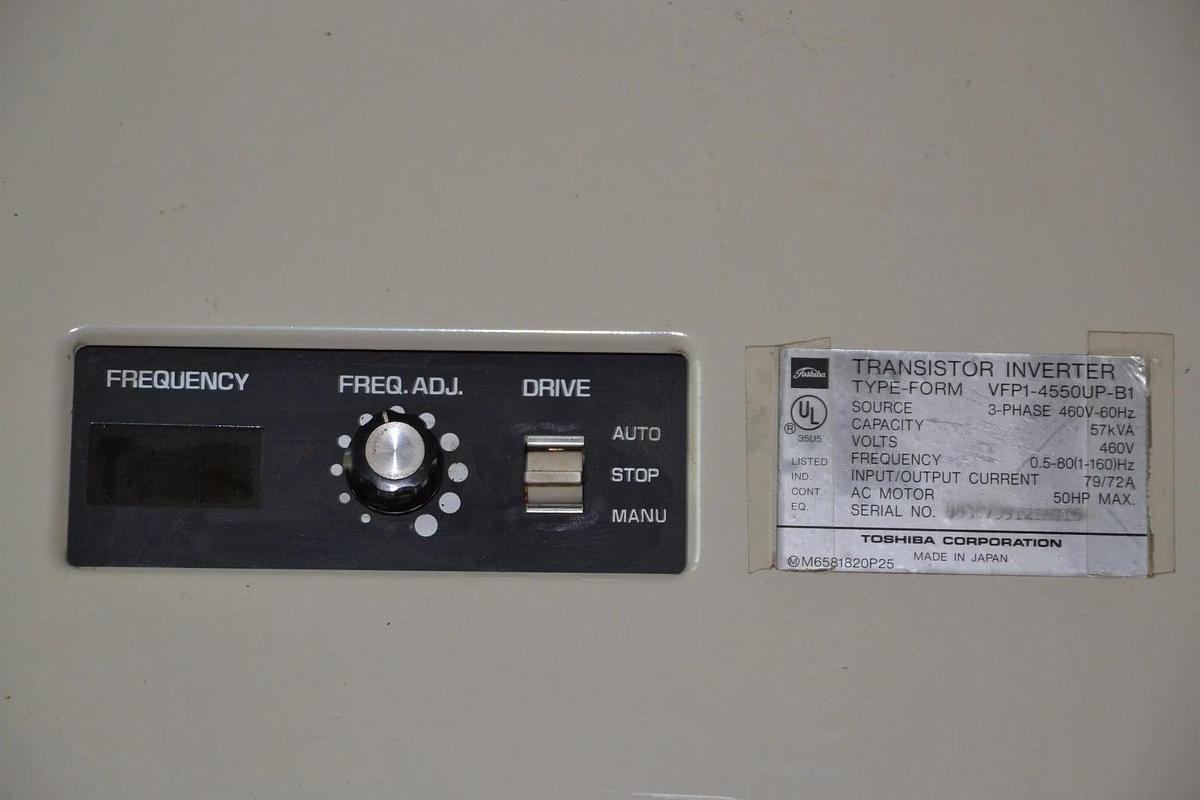 FREQUENCY
FREQ. ADJ.
DRIVE
AUTO
STOP
MANU
Toshiba
TRANSISTOR INVERTER
TYPE-FORM VFP1-4550UP-B1
UL
®
35U5
LISTED
IND.
CONT.
EQ.
SOURCE 3-PHASE 460V-60Hz
CAPACITY 57kVA
VOLTS 460V
FREQUENCY 0.5-80(1-160)Hz
INPUT/OUTPUT CURRENT 79/72A
AC MOTOR 50HP MAX.
SERIAL NO.
TOSHIBA CORPORATION
MADE IN JAPAN
ⓂM6581820P25